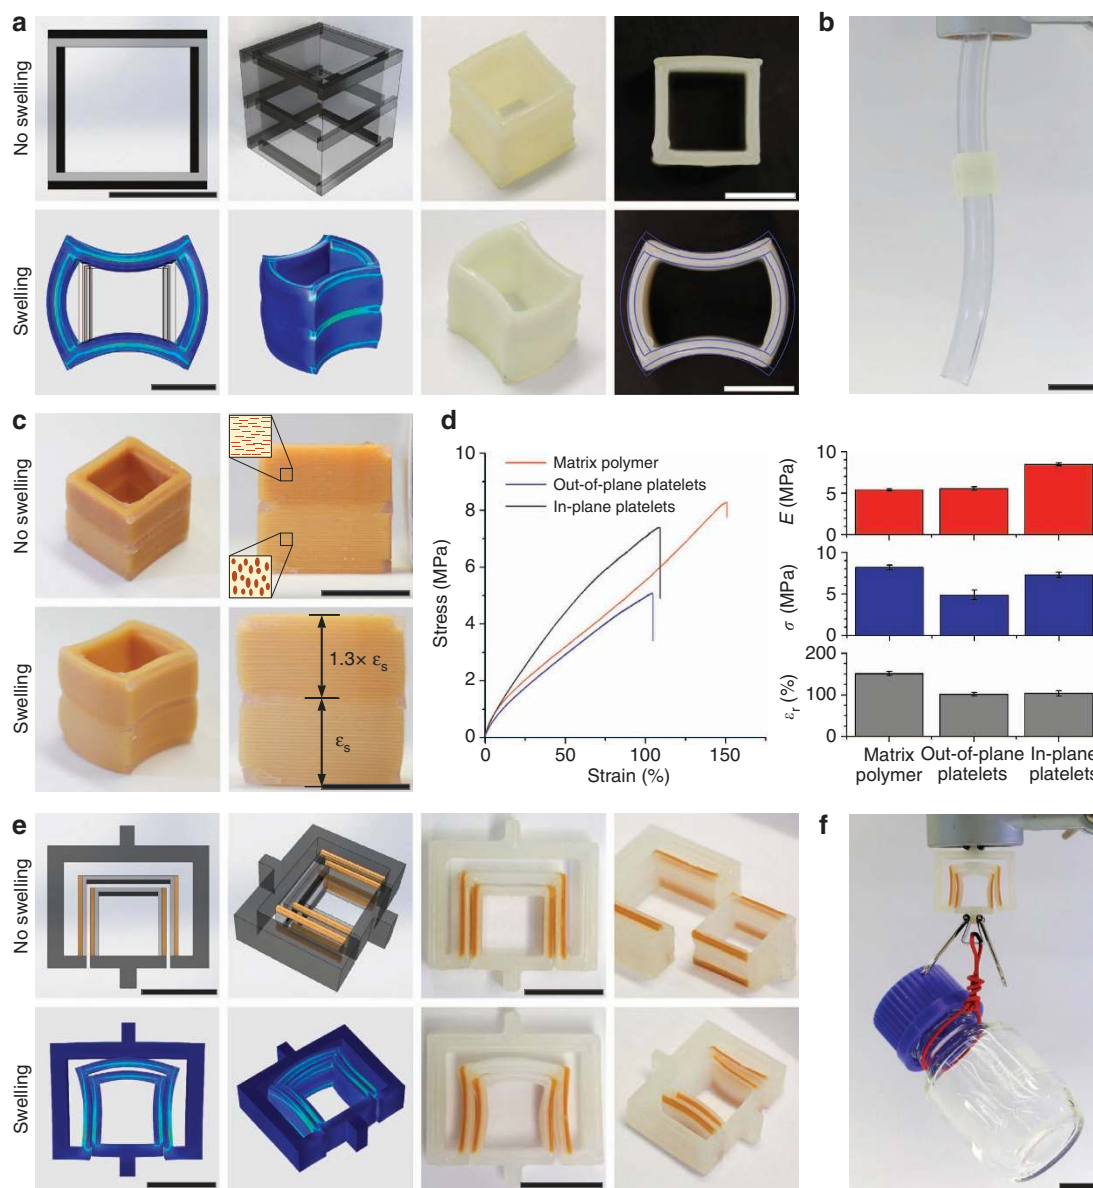 a
b
No swelling
Swelling
c
d
No swelling
Swelling
1.3× εs
εs
10
8
6
4
2
0
Stress (MPa)
Matrix polymer
Out-of-plane platelets
In-plane platelets
0
50
100
150
Strain (%)
10
5
0
E (MPa)
10
5
0
σ (MPa)
200
100
0
εr (%)
Matrix
polymer
Out-of-plane
platelets
In-plane
platelets
e
f
No swelling
Swelling